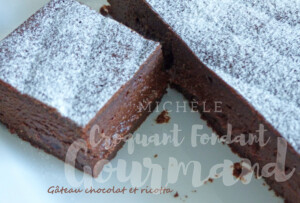 MICHÈLE
Croquant Fondant
Gourmand
Gâteau chocolat et ricotta